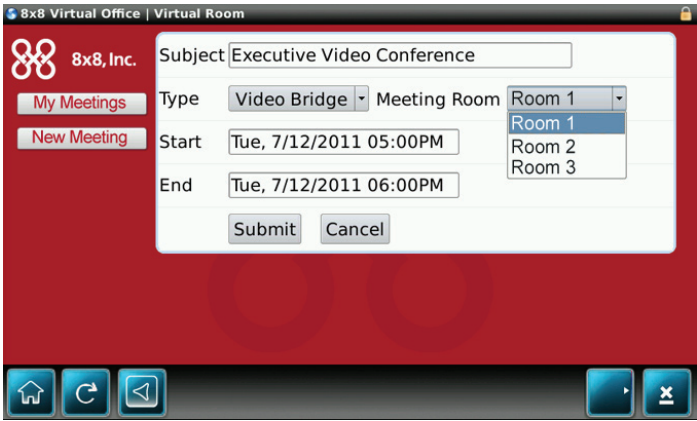 8x8 Virtual Office | Virtual Room
8x8, Inc.
My Meetings
New Meeting
Subject Executive Video Conference
Type Video Bridge Meeting Room Room 1
Room 1
Room 2
Room 3
Start Tue, 7/12/2011 05:00PM
End Tue, 7/12/2011 06:00PM
Submit Cancel